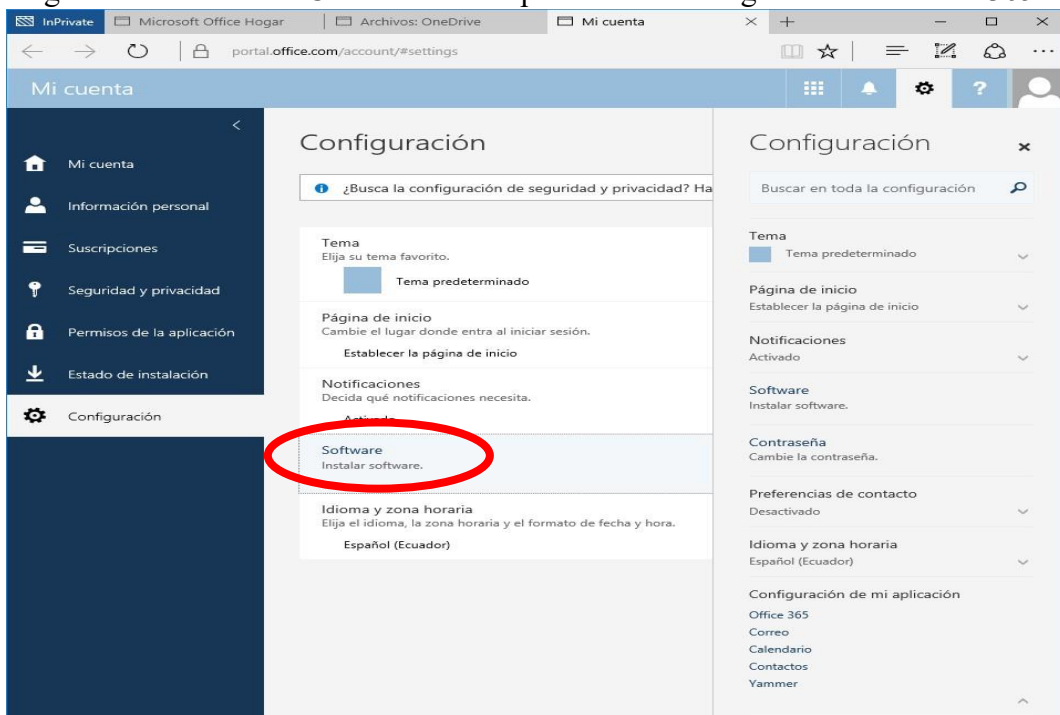 InPrivate
Microsoft Office Hogar
Archivos: OneDrive
Mi cuenta
portal.office.com/account/#settings
Mi cuenta
?
Mi cuenta
Información personal
Suscripciones
Seguridad y privacidad
Permisos de la aplicación
Estado de instalación
Configuración
Configuración
¿Busca la configuración de seguridad y privacidad? Ha
Tema
Elija su tema favorito.
Tema predeterminado
Página de inicio
Cambie el lugar donde entra al iniciar sesión.
Establecer la página de inicio
Notificaciones
Decida qué notificaciones necesita.
Activado
Software
Instalar software.
Idioma y zona horaria
Elija el idioma, la zona horaria y el formato de fecha y hora.
Español (Ecuador)
Configuración
Buscar en toda la configuración
Tema
Tema predeterminado
Página de inicio
Establecer la página de inicio
Notificaciones
Activado
Software
Instalar software.
Contraseña
Cambie la contraseña.
Preferencias de contacto
Desactivado
Idioma y zona horaria
Español (Ecuador)
Configuración de mi aplicación
Office 365
Correo
Calendario
Contactos
Yammer